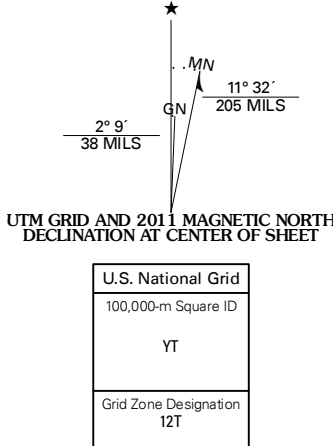 ★
MN
11° 32´
205 MILS
GN
2° 9´
38 MILS
UTM GRID AND 2011 MAGNETIC NORTH
DECLINATION AT CENTER OF SHEET
U.S. National Grid
100,000-m Square ID
YT
Grid Zone Designation
12T